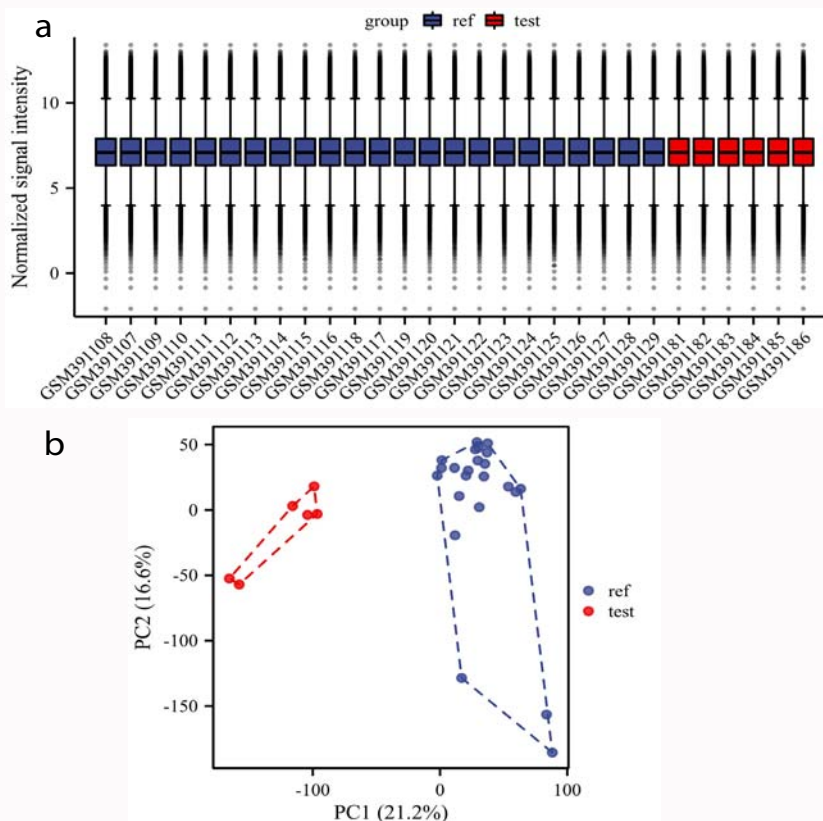 a
group ref test
Normalized signal intensity
10
5
0
GSM391108
GSM391107
GSM391109
GSM391110
GSM391111
GSM391112
GSM391113
GSM391114
GSM391115
GSM391116
GSM391118
GSM391117
GSM391119
GSM391120
GSM391121
GSM391122
GSM391123
GSM391124
GSM391125
GSM391126
GSM391127
GSM391128
GSM391129
GSM391181
GSM391182
GSM391183
GSM391184
GSM391185
GSM391186
b
PC2 (16.6%)
50
0
-50
-100
-150
ref
test
-100 0 100
PC1 (21.2%)